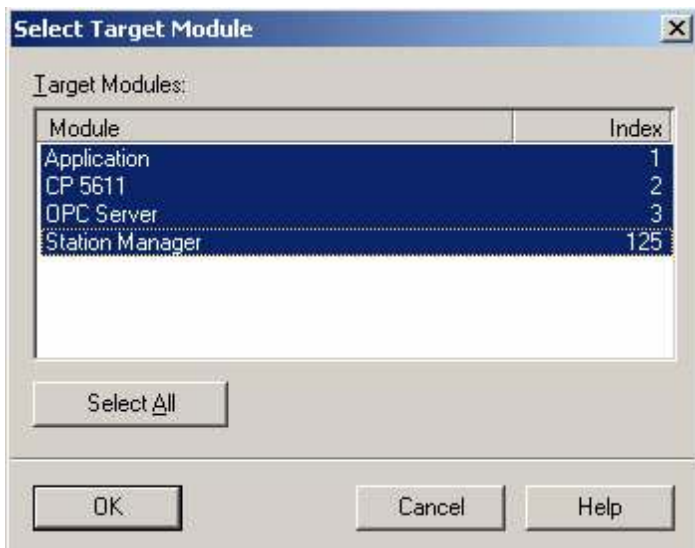 Select Target Module
Target Modules:
Module Index
Application 1
CP 5611 2
OPC Server 3
Station Manager 125
Select All
OK Cancel Help